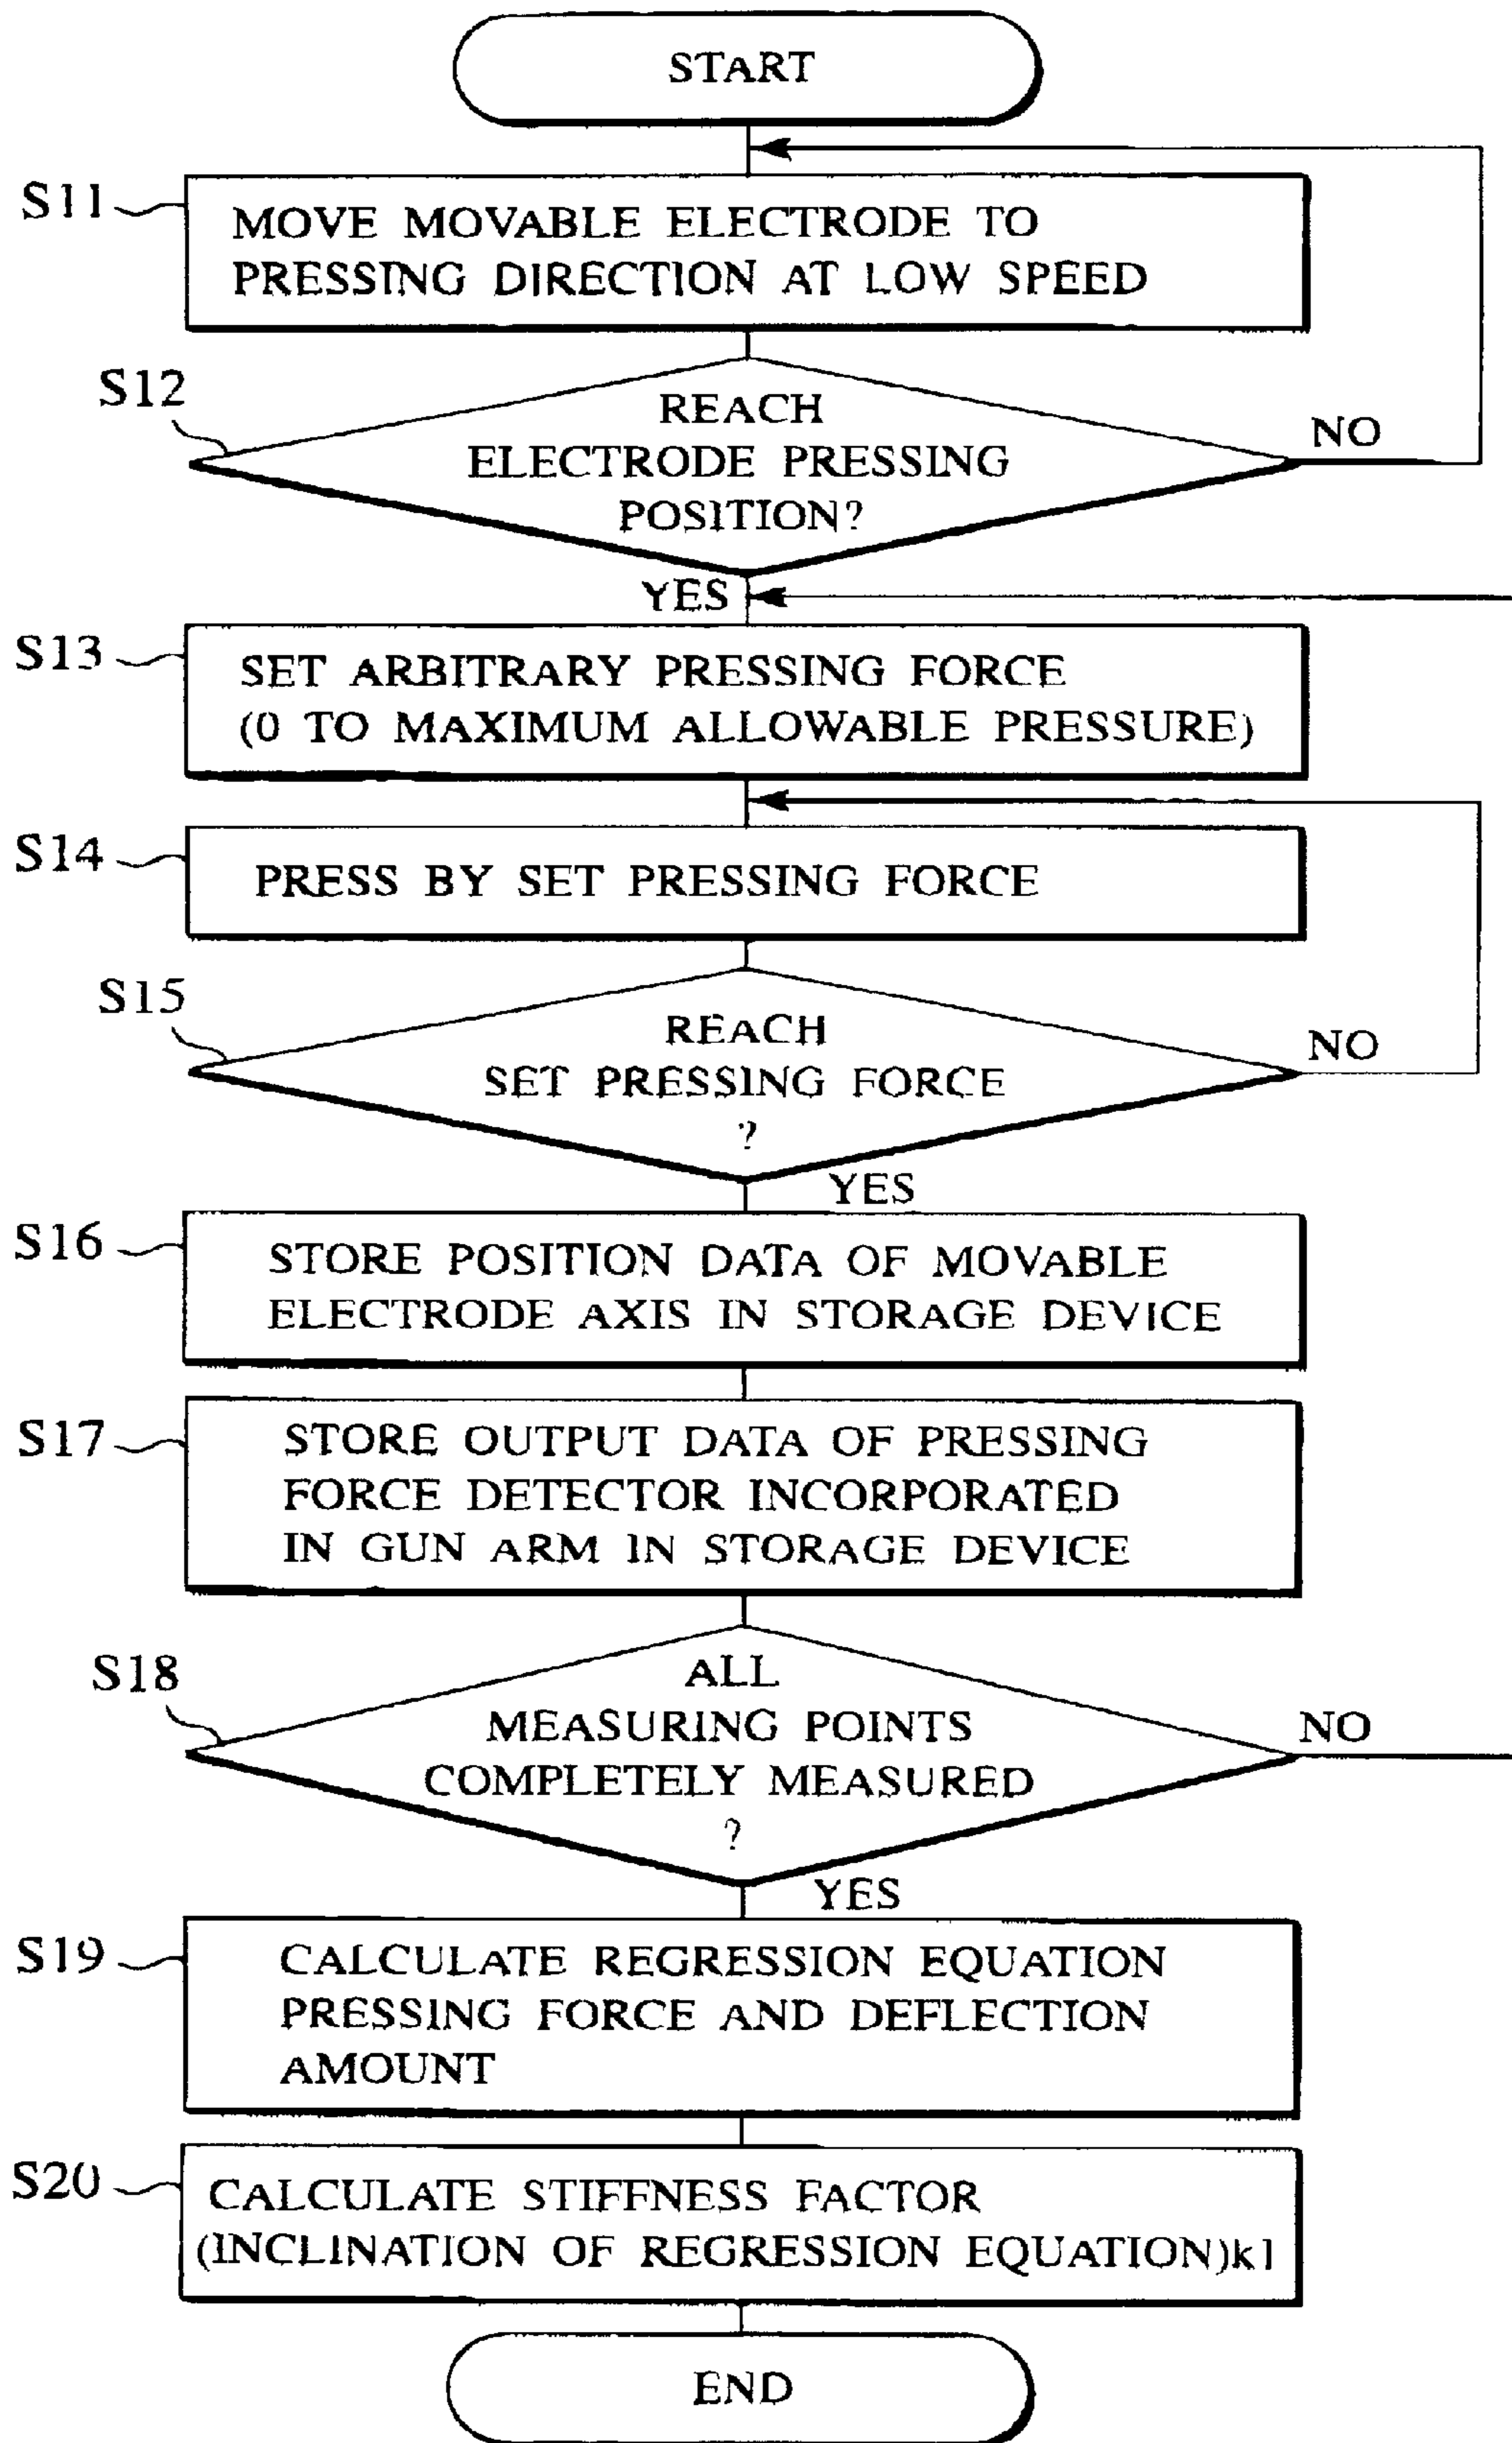 START
S11
MOVE MOVABLE ELECTRODE TO
PRESSING DIRECTION AT LOW SPEED
S12
REACH
ELECTRODE PRESSING
POSITION?
NO
YES
S13
SET ARBITRARY PRESSING FORCE
(0 TO MAXIMUM ALLOWABLE PRESSURE)
S14
PRESS BY SET PRESSING FORCE
S15
REACH
SET PRESSING FORCE
?
NO
YES
S16
STORE POSITION DATA OF MOVABLE
ELECTRODE AXIS IN STORAGE DEVICE
S17
STORE OUTPUT DATA OF PRESSING
FORCE DETECTOR INCORPORATED
IN GUN ARM IN STORAGE DEVICE
S18
ALL
MEASURING POINTS
COMPLETELY MEASURED
?
NO
YES
S19
CALCULATE REGRESSION EQUATION
PRESSING FORCE AND DEFLECTION
AMOUNT
S20
CALCULATE STIFFNESS FACTOR
(INCLINATION OF REGRESSION EQUATION)k1
END